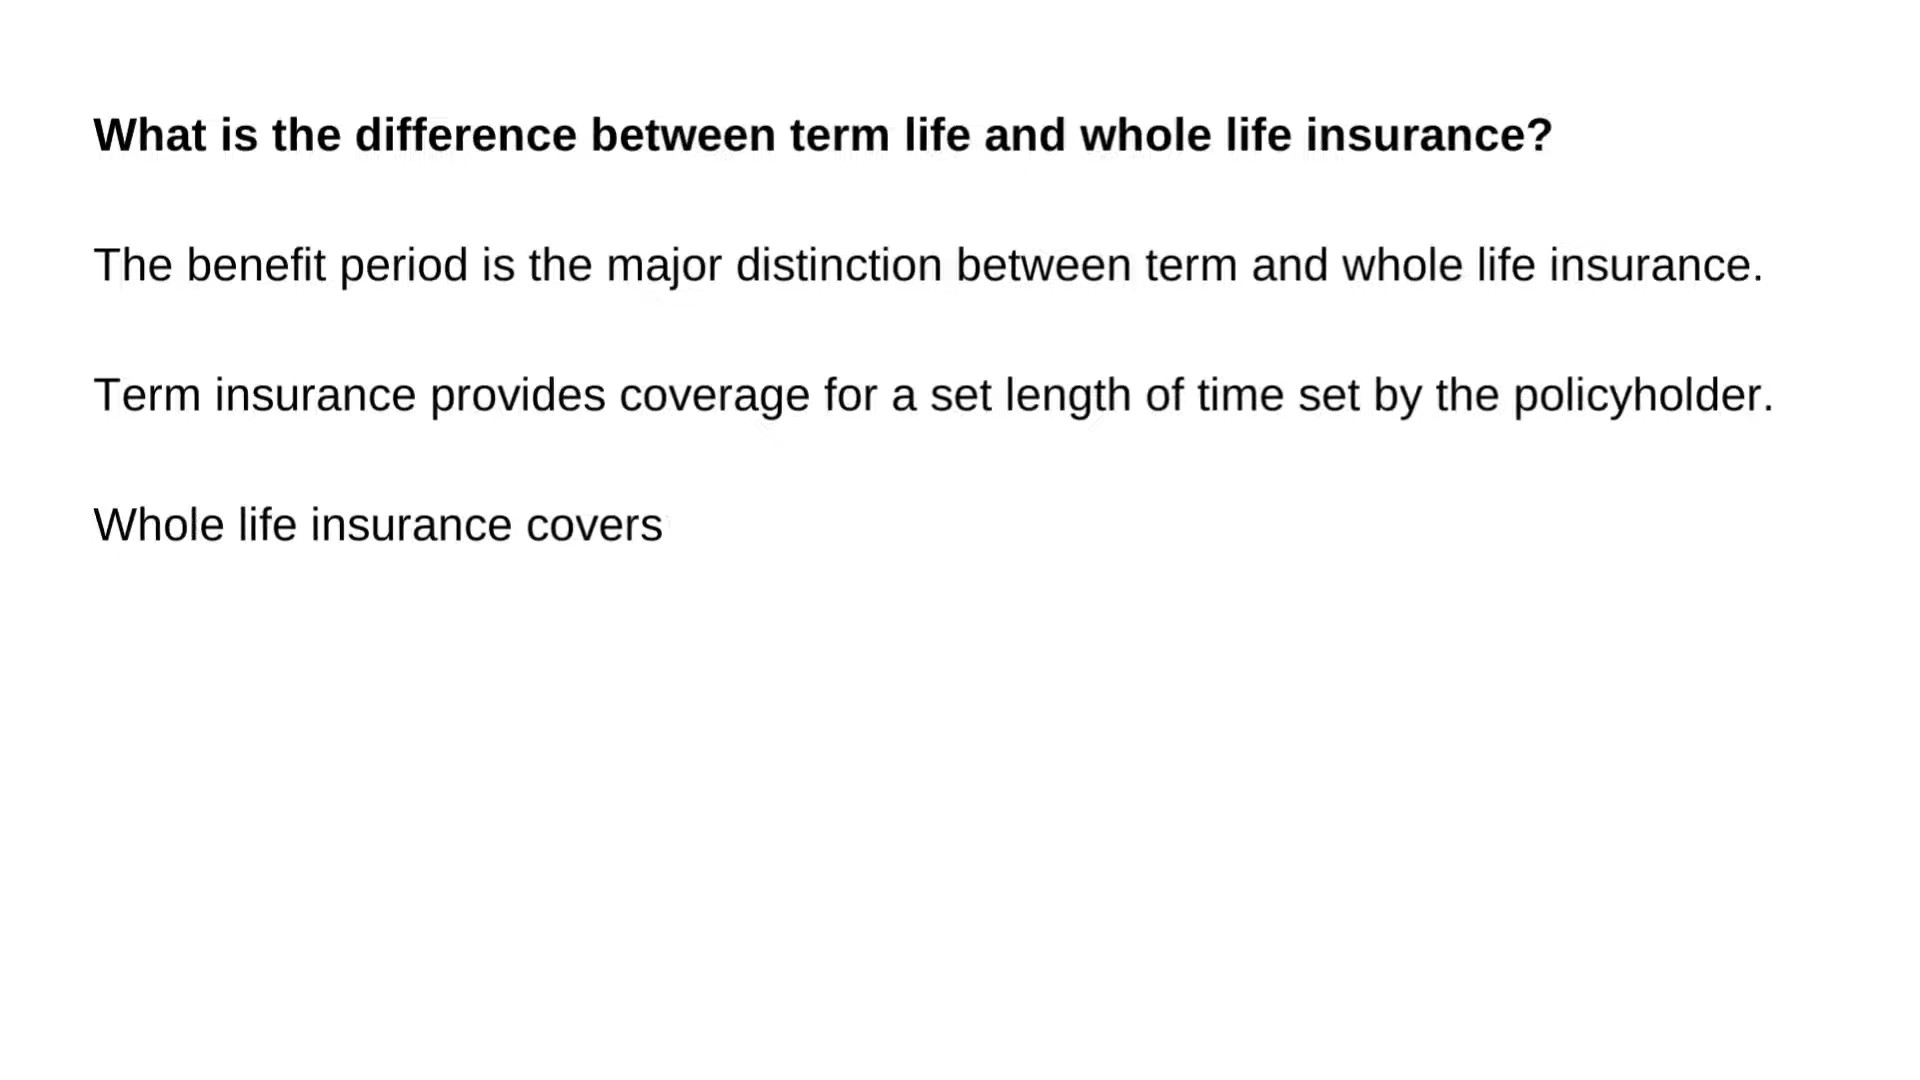 What is the difference between term life and whole life insurance?
The benefit period is the major distinction between term and whole life insurance.
Term insurance provides coverage for a set length of time set by the policyholder.
Whole life insurance covers